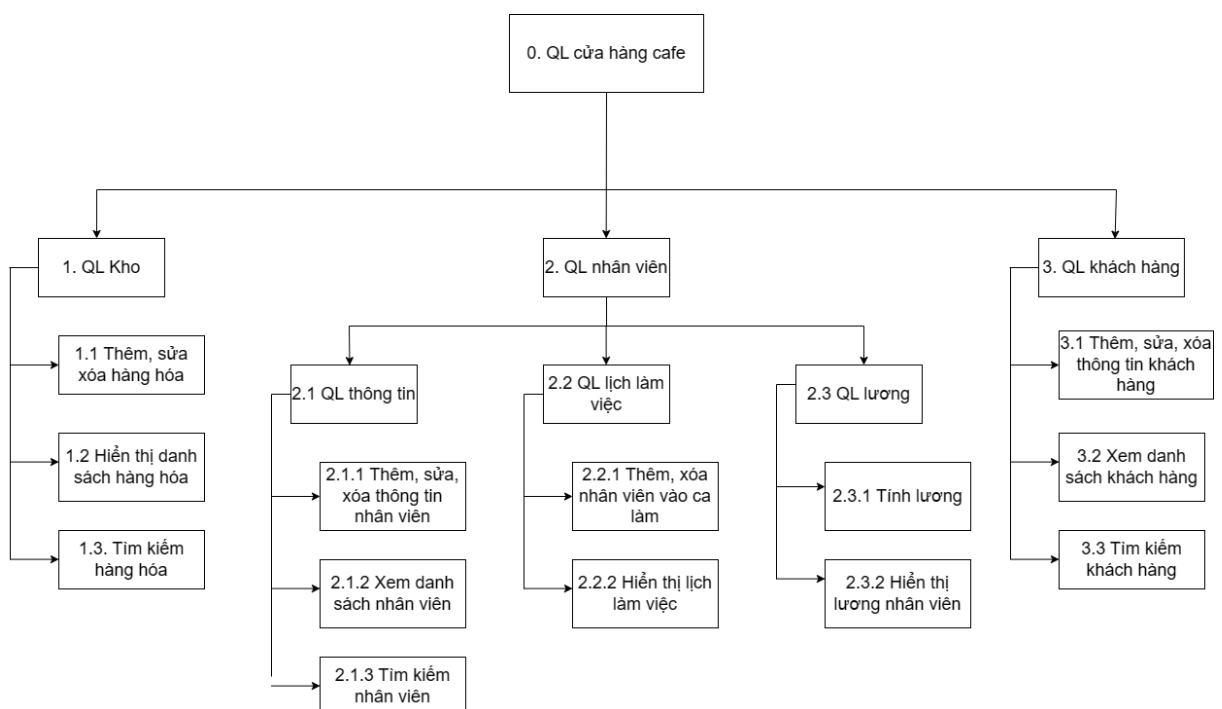 0. QL cửa hàng cafe
1. QL Kho
2. QL nhân viên
3. QL khách hàng
1.1 Thêm, sửa
xóa hàng hóa
1.2 Hiển thị danh
sách hàng hóa
1.3. Tìm kiếm
hàng hóa
2.1 QL thông tin
2.1.1 Thêm, sửa,
xóa thông tin
nhân viên
2.1.2 Xem danh
sách nhân viên
2.1.3 Tìm kiếm
nhân viên
2.2 QL lịch làm
việc
2.2.1 Thêm, xóa
nhân viên vào ca
làm
2.2.2 Hiển thị lịch
làm việc
2.3 QL lương
2.3.1 Tính lương
2.3.2 Hiển thị
lương nhân viên
3.1 Thêm, sửa, xóa
thông tin khách
hàng
3.2 Xem danh
sách khách hàng
3.3 Tìm kiếm
khách hàng